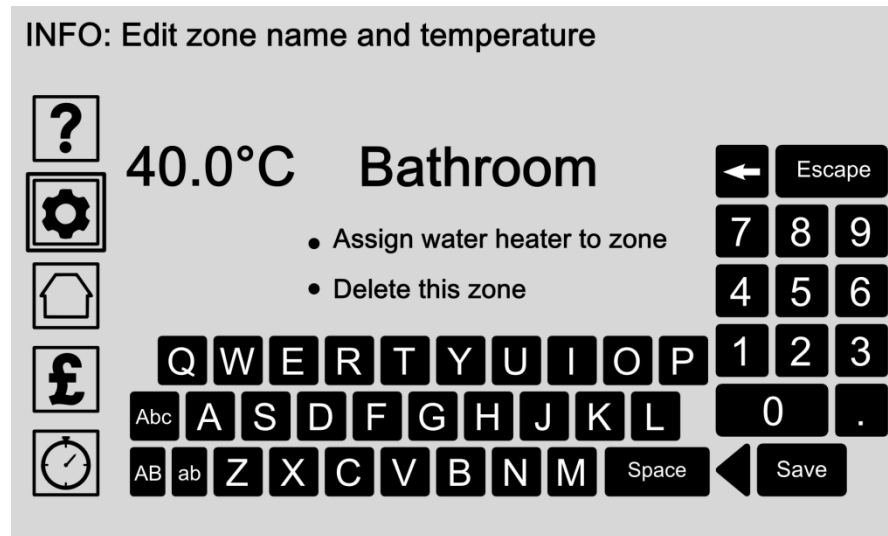 INFO: Edit zone name and temperature
?
40.0°C Bathroom
Escape
Assign water heater to zone
7 8 9
Delete this zone
4 5 6
£
Q W E R T Y U I O P
1 2 3
Abc A S D F G H J K L
0 .
AB ab Z X C V B N M Space
Save